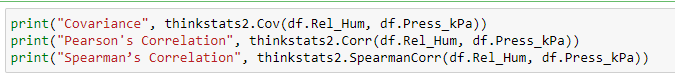 print("Covariance", thinkstats2.Cov(df.Rel_Hum, df.Press_kPa))
print("Pearson's Correlation", thinkstats2.Corr(df.Rel_Hum, df.Press_kPa))
print("Spearman’s Correlation", thinkstats2.SpearmanCorr(df.Rel_Hum, df.Press_kPa))